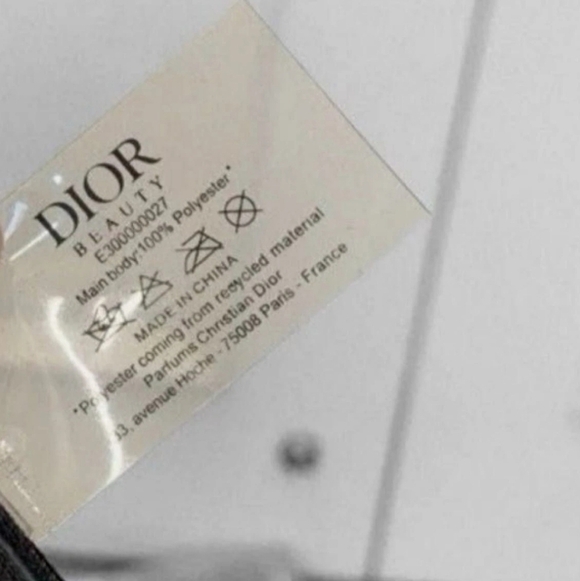 DIOR
BEAUTY
E300000027
Main body:100% Polyester*
MADE IN CHINA
*Polyester coming from recycled material
Parfums Christian Dior
33, avenue Hoche - 75008 Paris - France